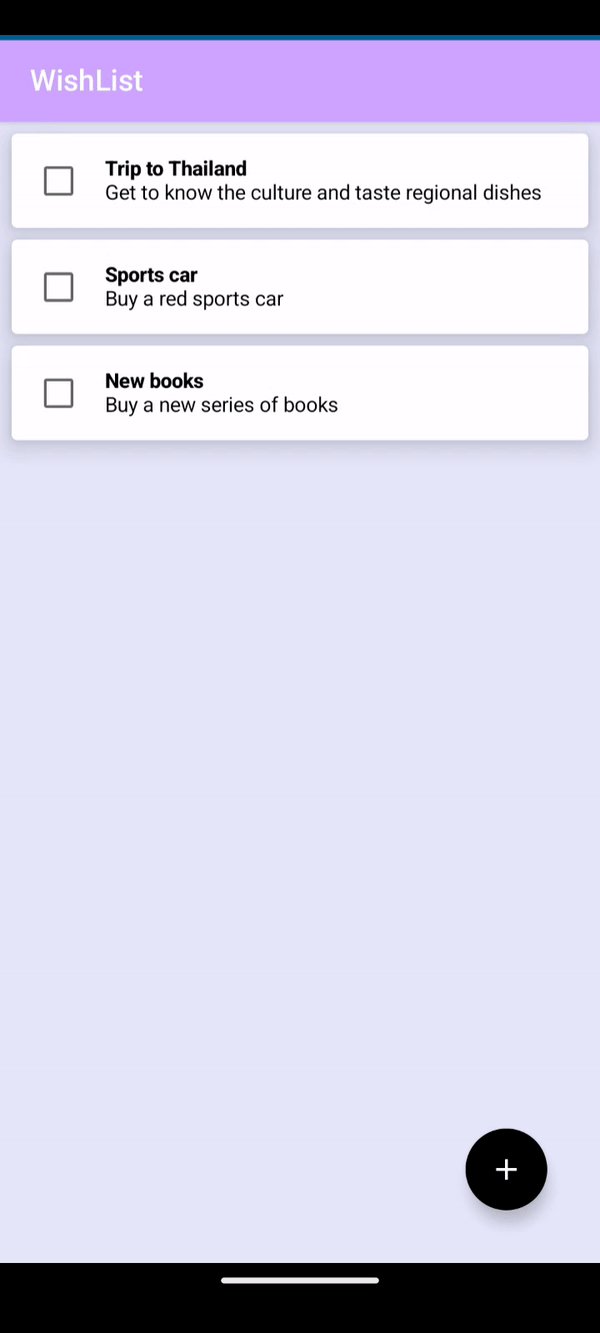 WishList
Trip to Thailand
Get to know the culture and taste regional dishes
Sports car
Buy a red sports car
New books
Buy a new series of books
+